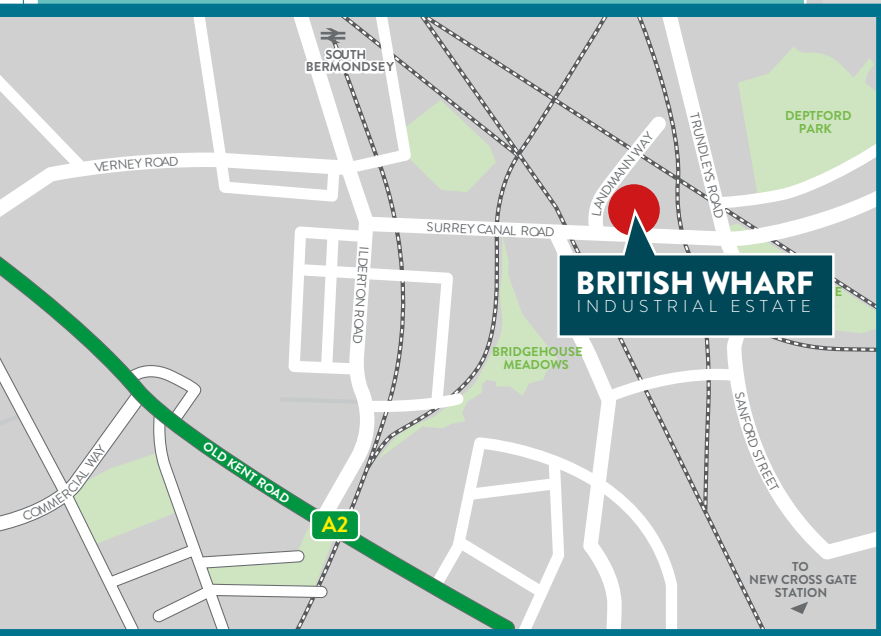 SOUTH
BERMONDSEY
DEPTFORD
PARK
TRUNDLEYS ROAD
LANDMANN WAY
VERNEY ROAD
SURREY CANAL ROAD
ILDERTON ROAD
BRITISH WHARF
INDUSTRIAL ESTATE
BRIDGEHOUSE
MEADOWS
SANFORD STREET
OLD KENT ROAD
COMMERCIAL WAY
A2
TO
NEW CROSS GATE
STATION